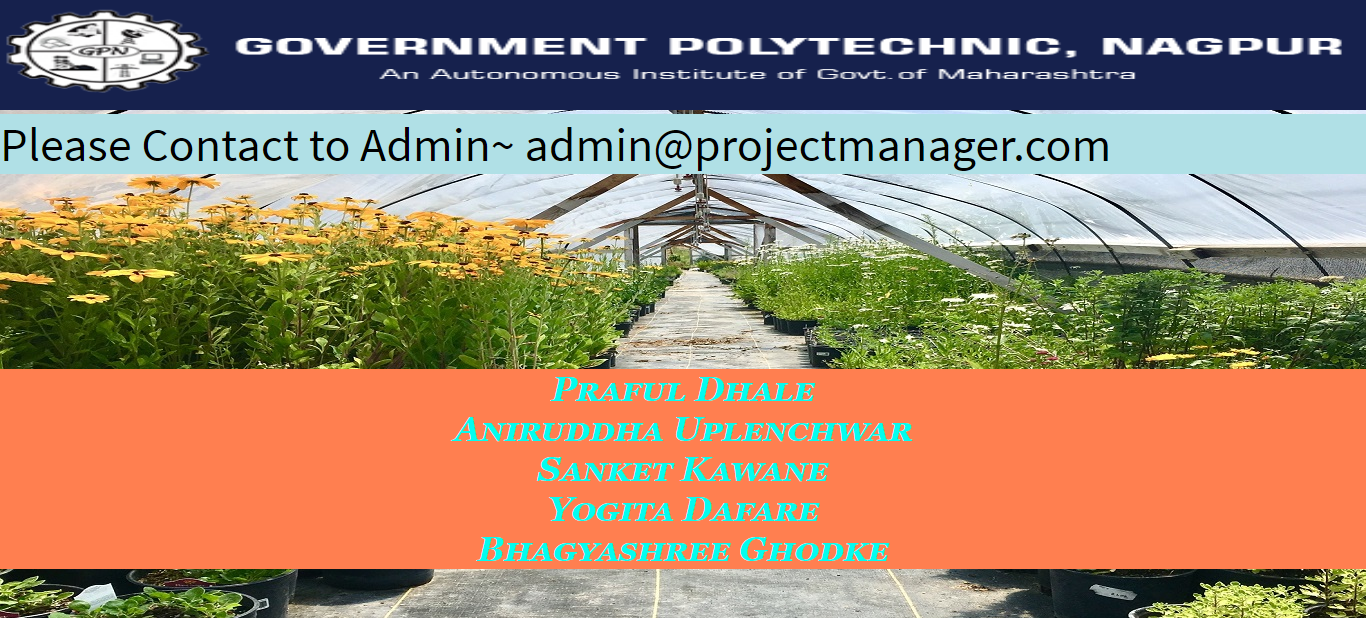 GPN
GOVERNMENT POLYTECHNIC, NAGPUR
An Autonomous Institute of Govt. of Maharashtra
Please Contact to Admin~ admin@projectmanager.com
PRAFUL DHALE
ANIRUDDHA UPLENCHWAR
SANKET KAWANE
YOGITA DAFARE
BHAGYASHREE GHODKE